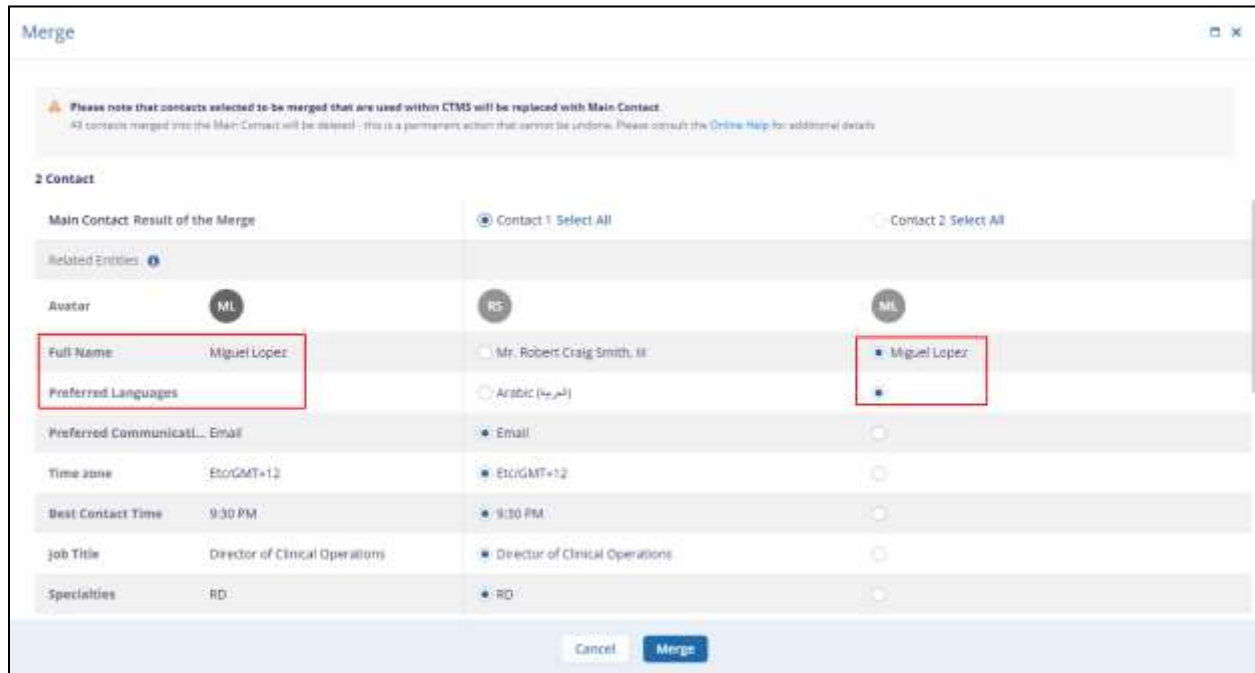 Merge
Please note that contacts selected to be merged that are used within CTMS will be replaced with Main Contact
All contacts merged into the Main Contact will be deleted - this is a permanent action that cannot be undone. Please consult the Online Help for additional details
2 Contact
Main Contact Result of the Merge Contact 1 Select All Contact 2 Select All
Related Entities
Avatar ML RS ML
Full Name Miguel Lopez Mr. Robert Craig Smith, III Miguel Lopez
Preferred Languages Arabic (العربية)
Preferred Communicati... Email Email
Time zone Etc/GMT+12 Etc/GMT+12
Best Contact Time 9:30 PM 9:30 PM
Job Title Director of Clinical Operations Director of Clinical Operations
Specialties RD RD
Cancel Merge